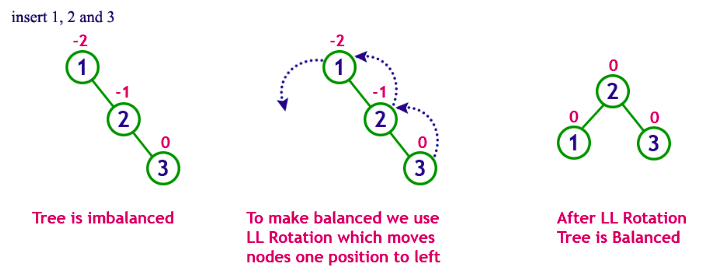 insert 1, 2 and 3
-2
1
-1
2
0
3
Tree is imbalanced
-2
1
-1
2
0
3
To make balanced we use
LL Rotation which moves
nodes one position to left
0
2
0
0
1
3
After LL Rotation
Tree is Balanced